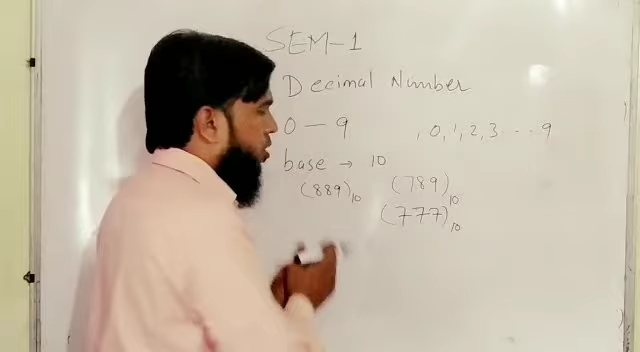 SEM-1
Decimal Number
0 — 9 , 0, 1, 2, 3 ... 9
base → 10
(889)10 (789)10
(777)10